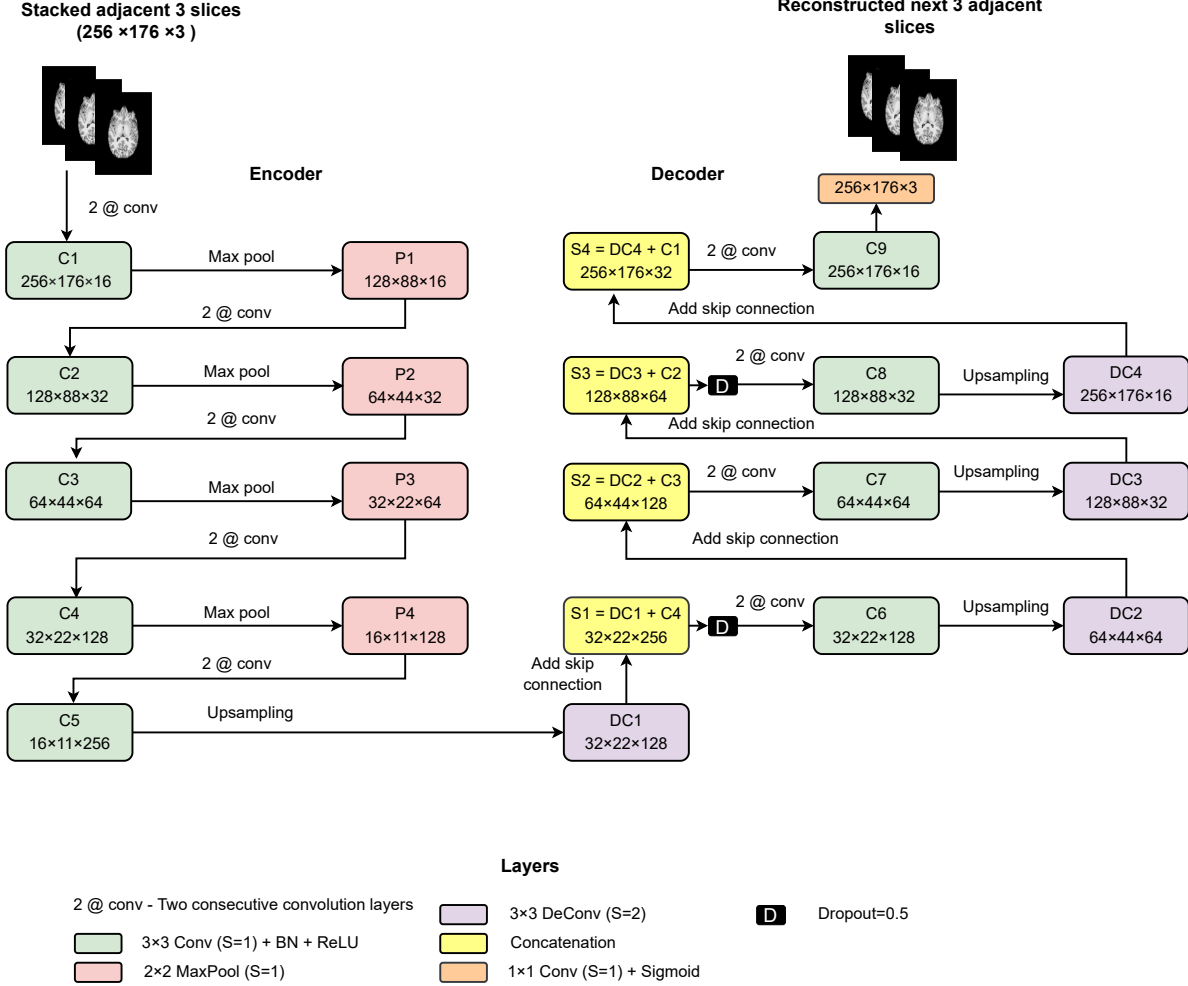 Stacked adjacent 3 slices
(256 ×176 ×3 )
Reconstructed next 3 adjacent
slices
Encoder
Decoder
2 @ conv
C1
256×176×16
Max pool
P1
128×88×16
2 @ conv
C2
128×88×32
Max pool
P2
64×44×32
2 @ conv
C3
64×44×64
Max pool
P3
32×22×64
2 @ conv
C4
32×22×128
Max pool
P4
16×11×128
2 @ conv
C5
16×11×256
Upsampling
DC1
32×22×128
Add skip
connection
S1 = DC1 + C4
32×22×256
D
2 @ conv
C6
32×22×128
Upsampling
DC2
64×44×64
Add skip connection
S2 = DC2 + C3
64×44×128
2 @ conv
C7
64×44×64
Upsampling
DC3
128×88×32
Add skip connection
S3 = DC3 + C2
128×88×64
D
2 @ conv
C8
128×88×32
Upsampling
DC4
256×176×16
Add skip connection
S4 = DC4 + C1
256×176×32
2 @ conv
C9
256×176×16
256×176×3
Layers
2 @ conv - Two consecutive convolution layers
3×3 Conv (S=1) + BN + ReLU
2×2 MaxPool (S=1)
3×3 DeConv (S=2)
Concatenation
1×1 Conv (S=1) + Sigmoid
D
Dropout=0.5